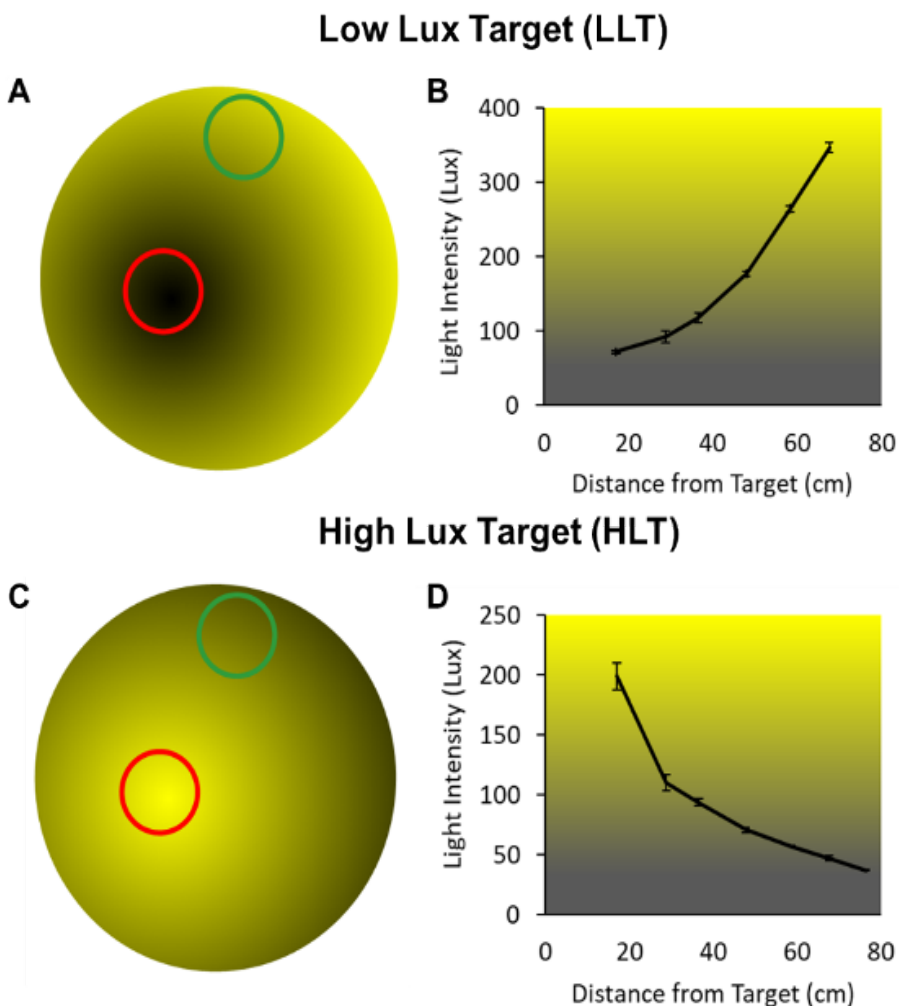 Low Lux Target (LLT)
A
B
Light Intensity (Lux)
400
300
200
100
0
0 20 40 60 80
Distance from Target (cm)
High Lux Target (HLT)
C
D
Light Intensity (Lux)
250
200
150
100
50
0
0 20 40 60 80
Distance from Target (cm)